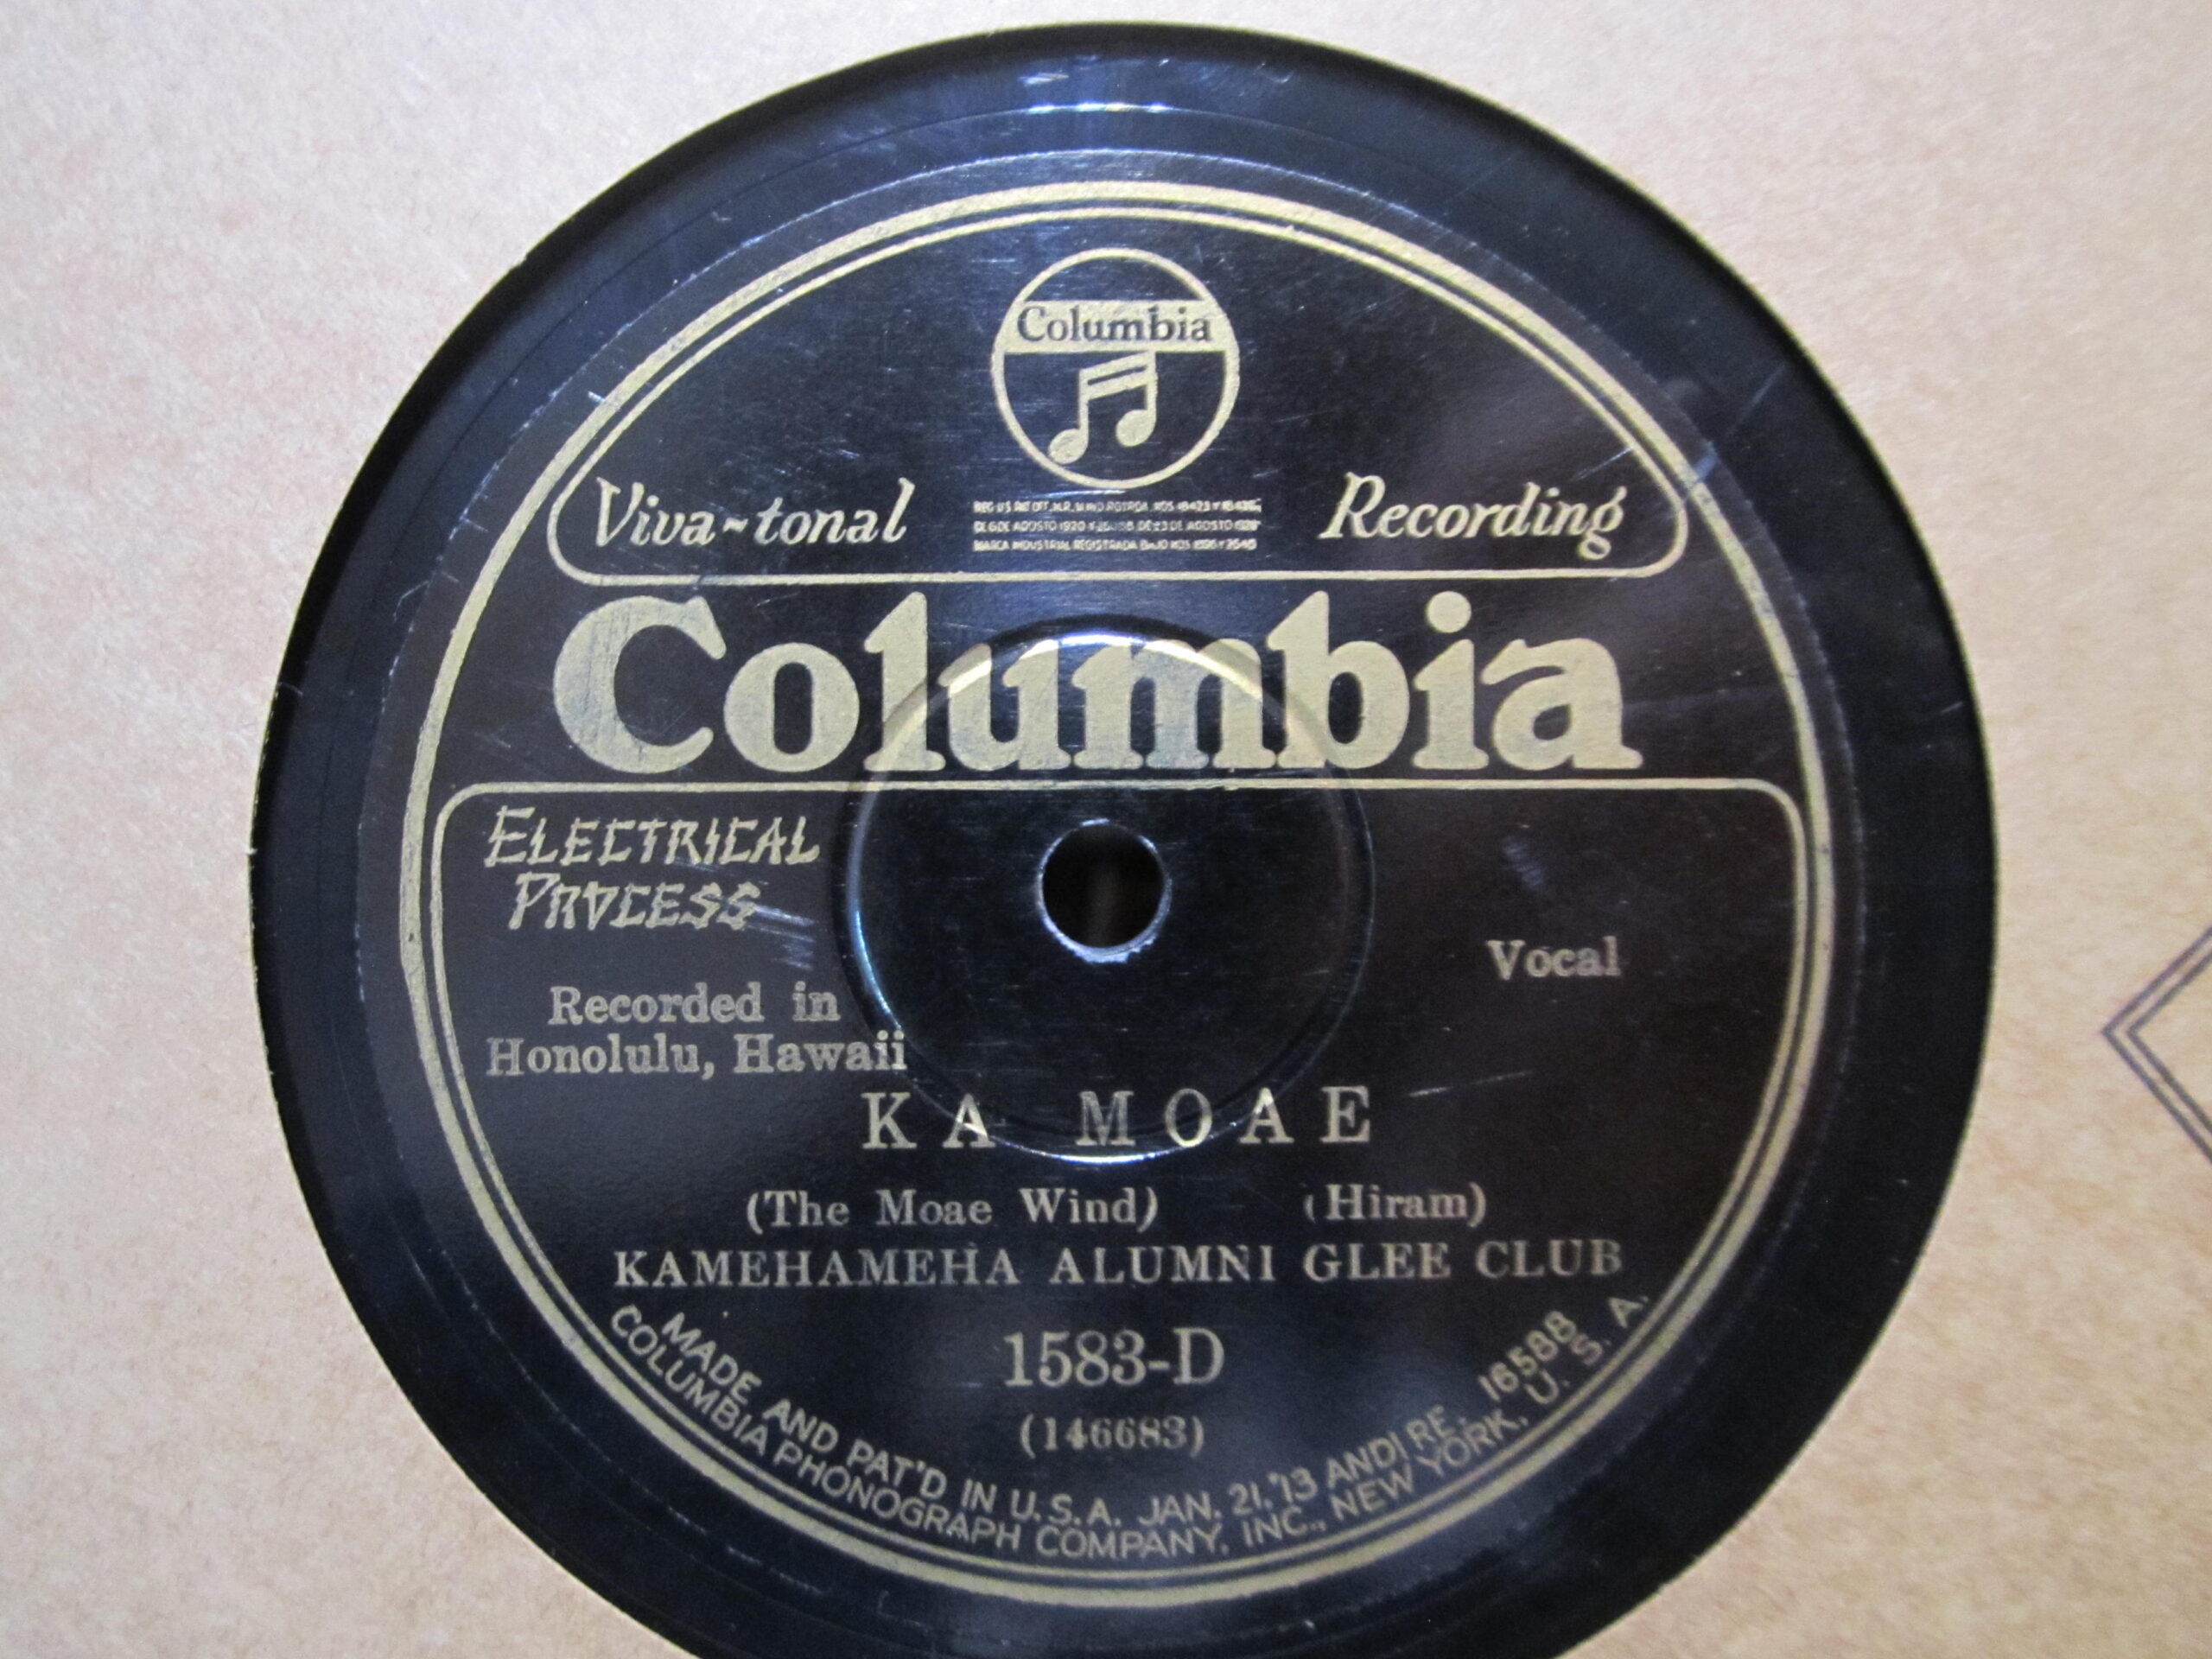 Columbia
Viva-tonal Recording
Columbia
ELECTRICAL
PROCESS
Vocal
Recorded in
Honolulu, Hawaii
KA MOAE
(The Moae Wind) (Hiram)
KAMEHAMEHA ALUMNI GLEE CLUB
1583-D
(146683)
MADE AND PAT'D IN U.S.A. JAN. 21, '13 AND RE. 16588
COLUMBIA PHONOGRAPH COMPANY, INC., NEW YORK, U. S. A.